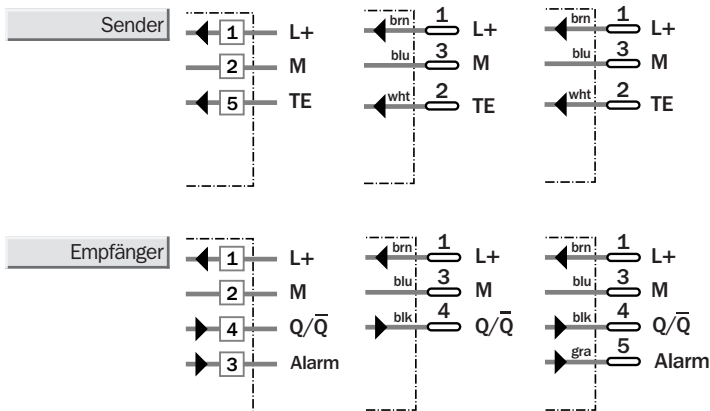 Sender
1 L+
2 M
5 TE
brn 1 L+
blu 3 M
wht 2 TE
brn 1 L+
blu 3 M
wht 2 TE
Empfänger
1 L+
2 M
4 Q/Q̅
3 Alarm
brn 1 L+
blu 3 M
blk 4 Q/Q̅
brn 1 L+
blu 3 M
blk 4 Q/Q̅
gra 5 Alarm